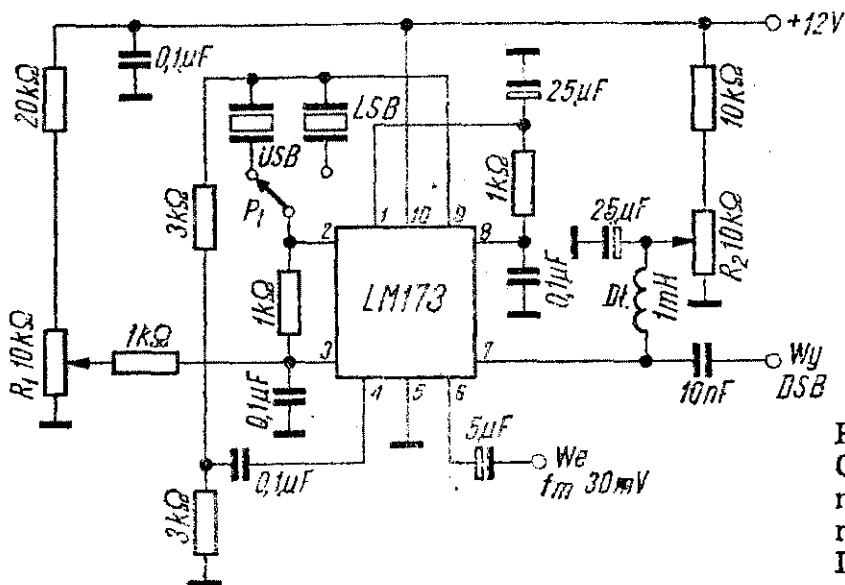 +12V
0,1μF
20kΩ
25μF
10kΩ
LSB
USB
1kΩ
P1
3kΩ
1 10 9
2
8
25μF
R2 10kΩ
LM173
0,1μF
1kΩ
Dł.
1mH
R1 10kΩ
1kΩ
3
7
0,1μF
4 5 6
10nF
Wy
DSB
5μF
0,1μF
We
fm 30mV
3kΩ